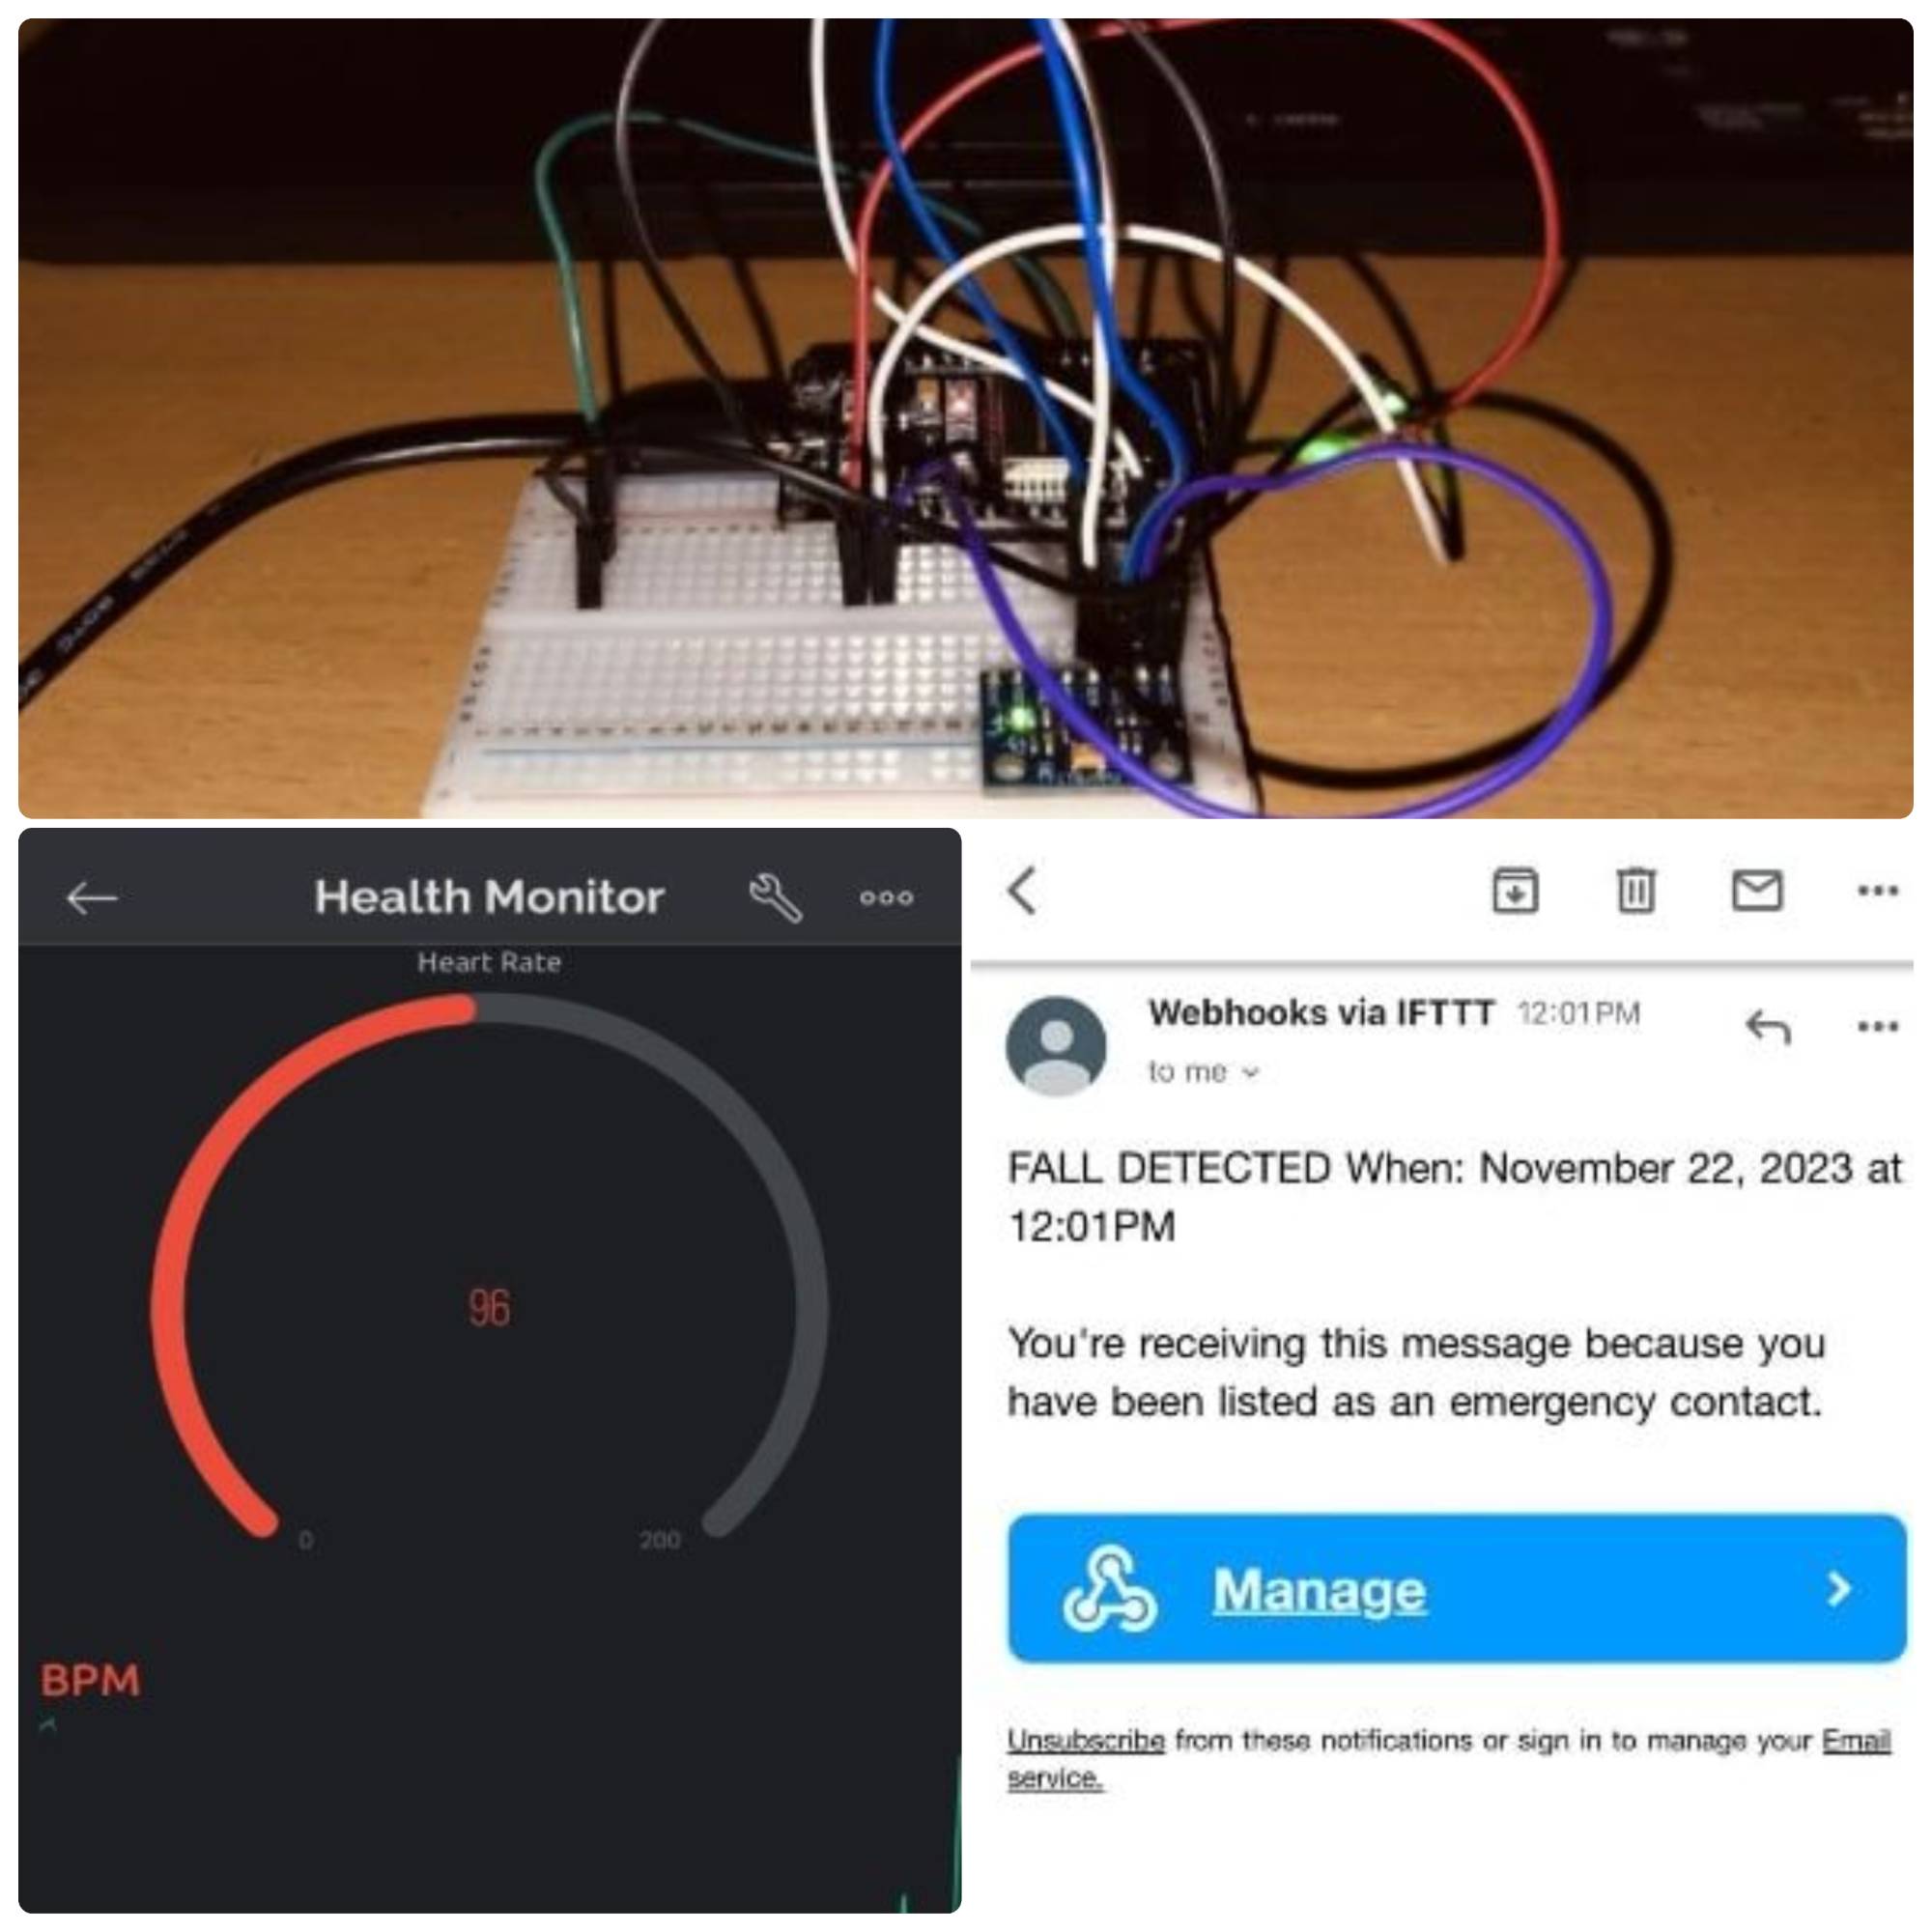 Health Monitor
Heart Rate
96
0
200
BPM
Webhooks via IFTTT 12:01 PM
to me
FALL DETECTED When: November 22, 2023 at
12:01PM
You're receiving this message because you
have been listed as an emergency contact.
Manage
Unsubscribe from these notifications or sign in to manage your Email
service.